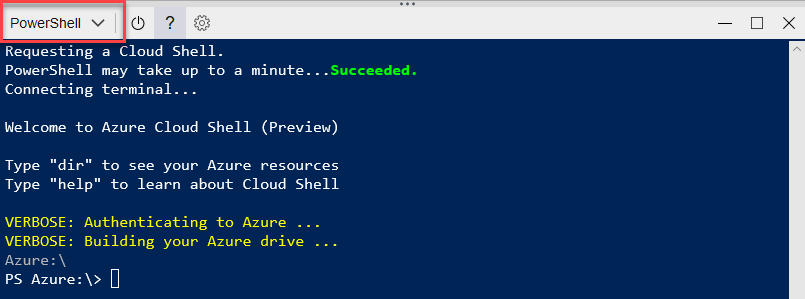 PowerShell
?
Requesting a Cloud Shell.
PowerShell may take up to a minute...Succeeded.
Connecting terminal...
Welcome to Azure Cloud Shell (Preview)
Type "dir" to see your Azure resources
Type "help" to learn about Cloud Shell
VERBOSE: Authenticating to Azure ...
VERBOSE: Building your Azure drive ...
Azure:\
PS Azure:\>